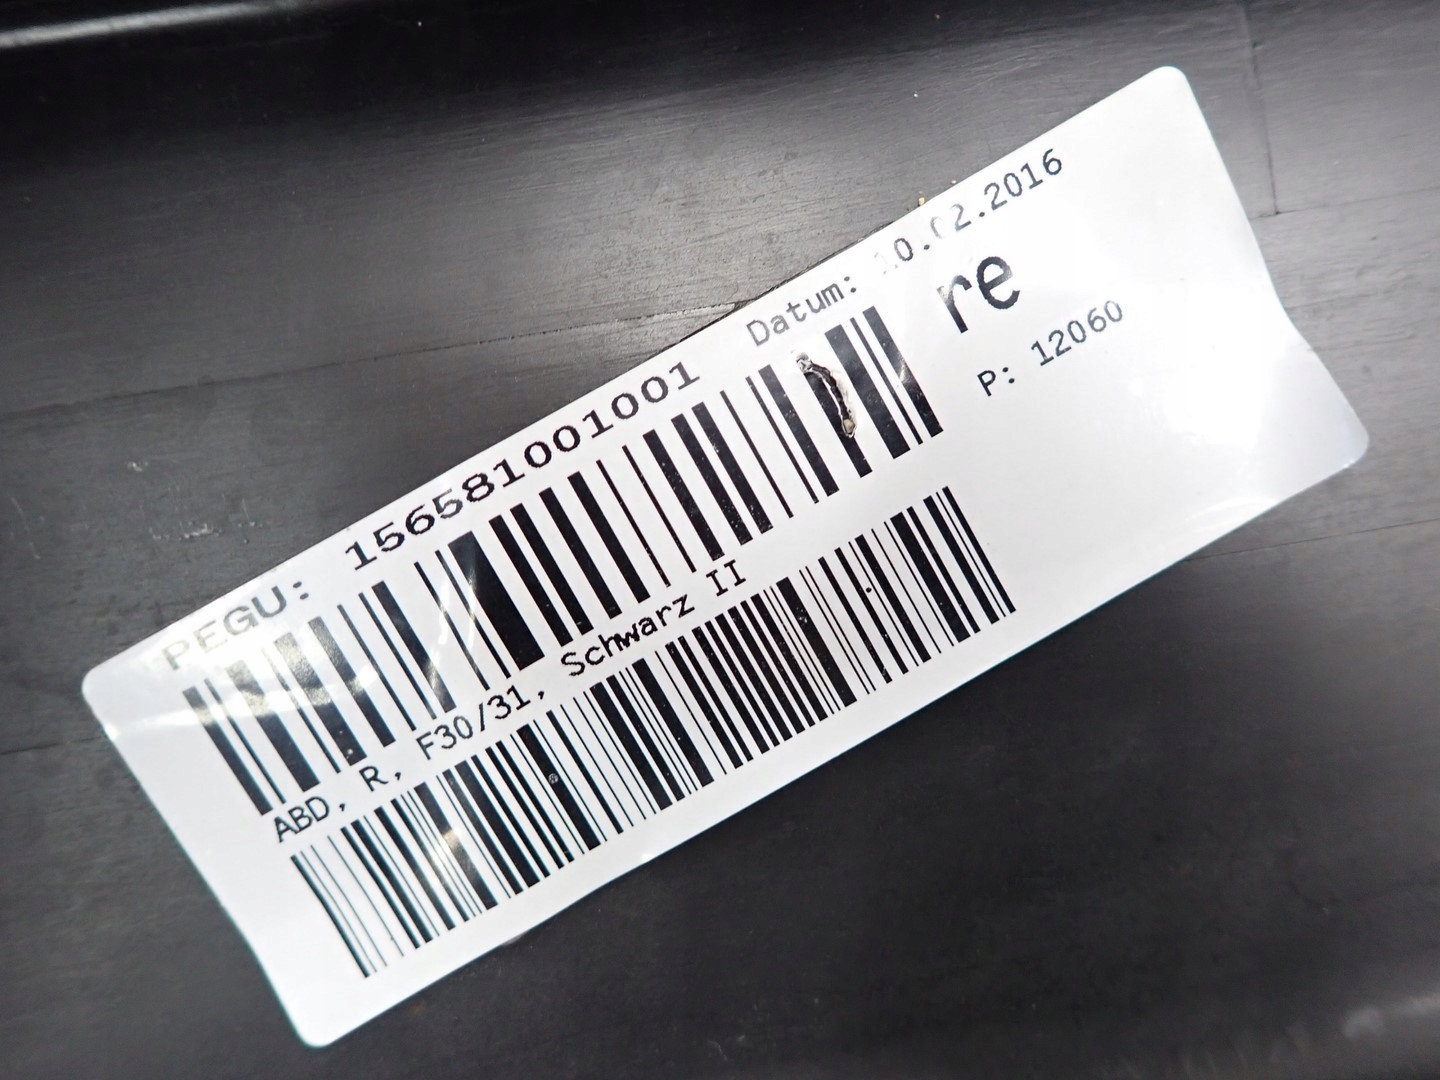 PEGU: 156581001001 Datum: 10.02.2016
re
P: 12060
ABD, R, F30/31, Schwarz II